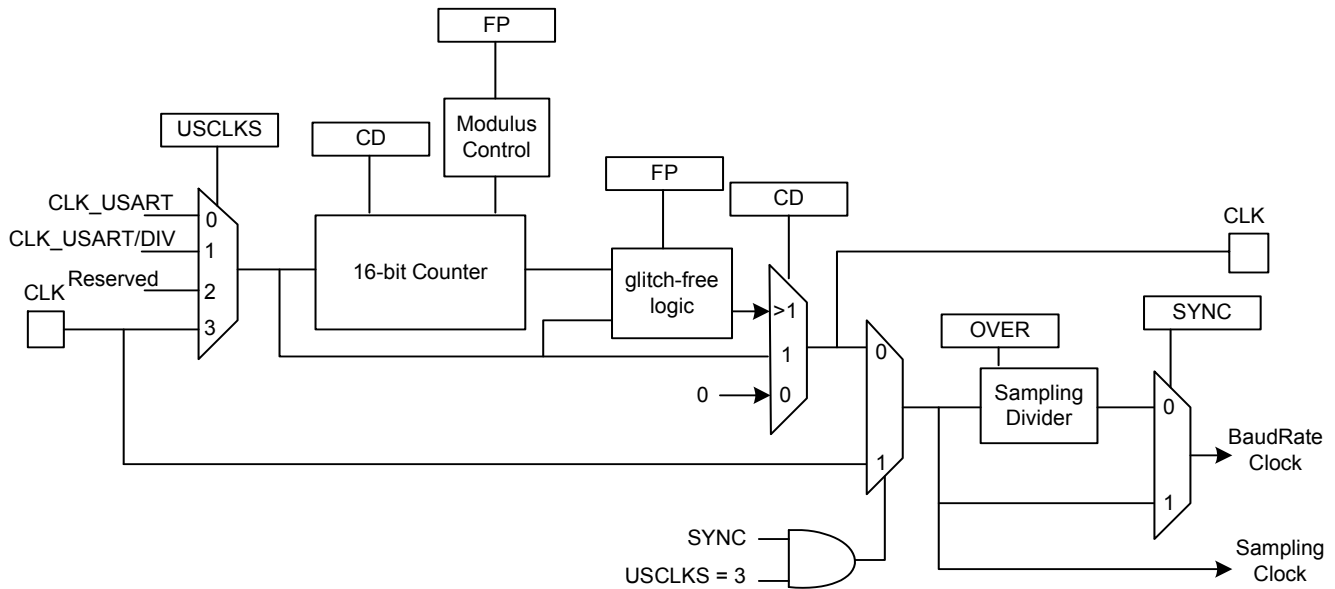 FP
Modulus
Control
USCLKS
CD
FP
CD
CLK_USART
0
CLK_USART/DIV
1
Reserved
2
CLK
3
16-bit Counter
glitch-free
logic
>1
1
0
0
CLK
0
1
OVER
Sampling
Divider
SYNC
0
1
BaudRate
Clock
SYNC
USCLKS = 3
Sampling
Clock